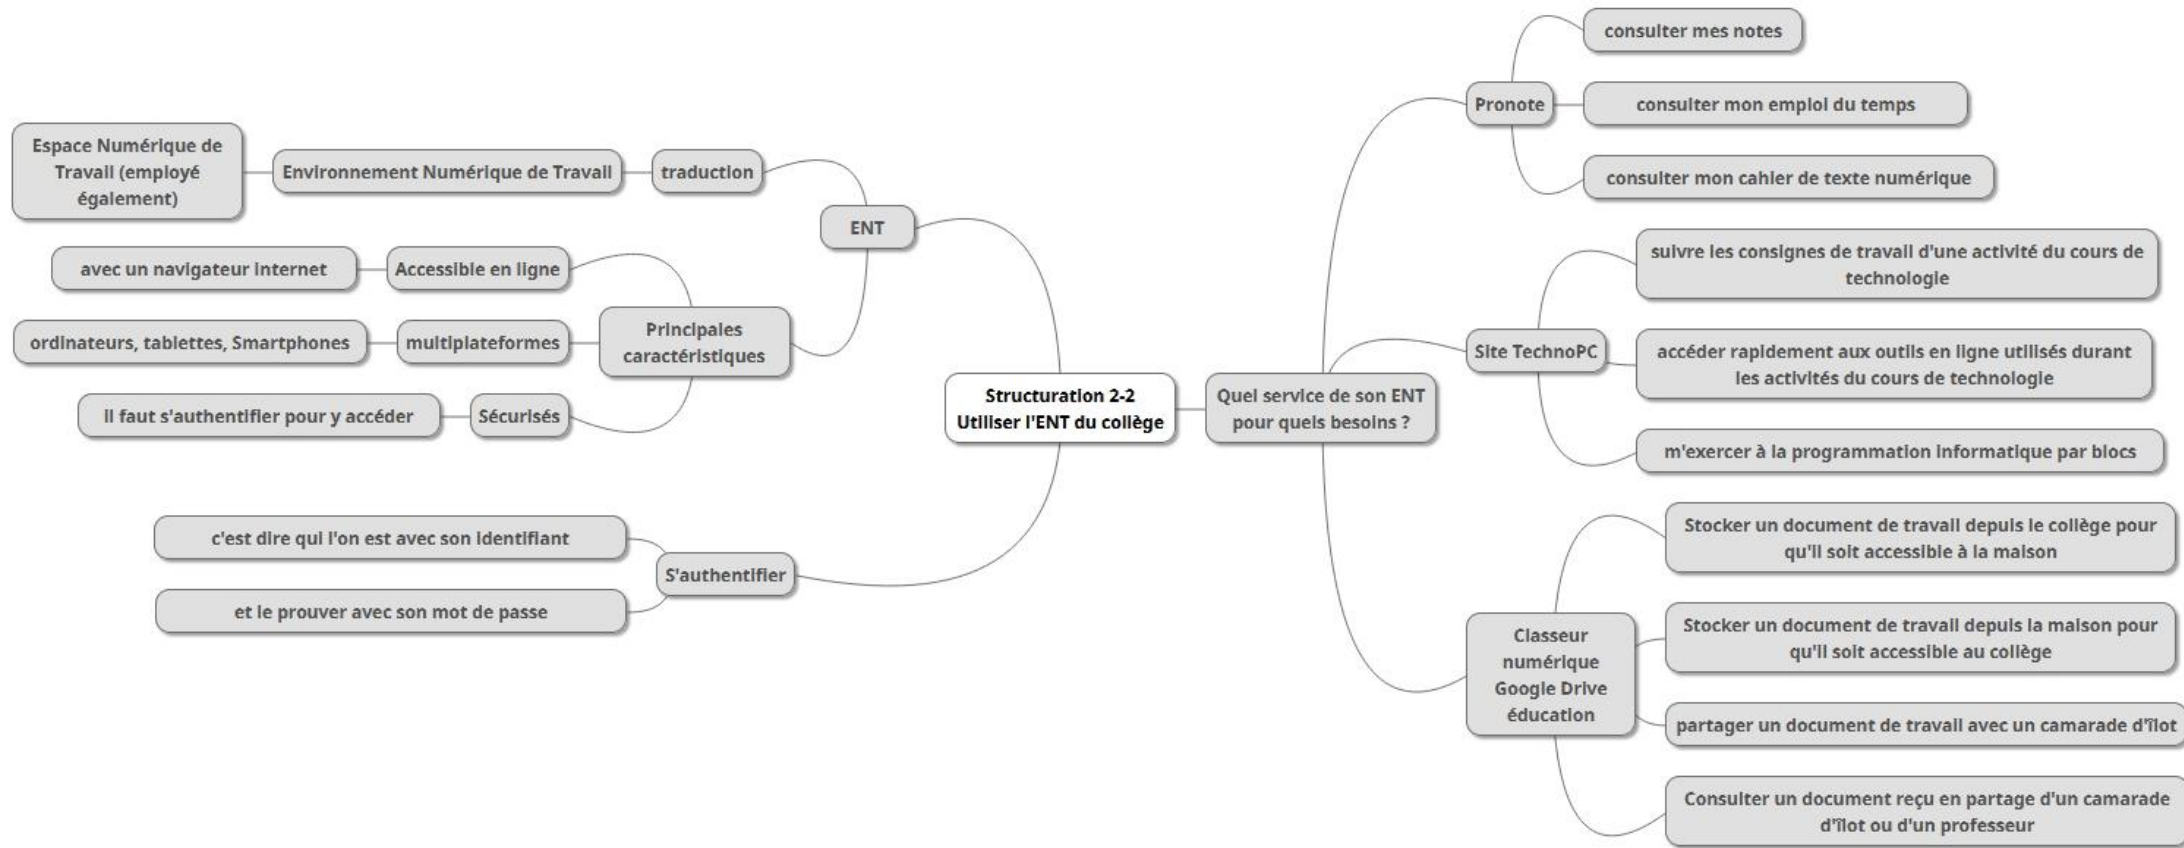 Structuration 2-2
Utiliser l'ENT du collège
ENT
traduction
Environnement Numérique de Travail
Espace Numérique de
Travail (employé
également)
Principales
caractéristiques
Accessible en ligne
avec un navigateur internet
multiplateformes
ordinateurs, tablettes, Smartphones
Sécurisés
il faut s'authentifier pour y accéder
S'authentifier
c'est dire qui l'on est avec son identifiant
et le prouver avec son mot de passe
Quel service de son ENT
pour quels besoins ?
Pronote
consulter mes notes
consulter mon emploi du temps
consulter mon cahier de texte numérique
Site TechnoPC
suivre les consignes de travail d'une activité du cours de
technologie
accéder rapidement aux outils en ligne utilisés durant
les activités du cours de technologie
m'exercer à la programmation informatique par blocs
Classeur
numérique
Google Drive
éducation
Stocker un document de travail depuis le collège pour
qu'il soit accessible à la maison
Stocker un document de travail depuis la maison pour
qu'il soit accessible au collège
partager un document de travail avec un camarade d'îlot
Consulter un document reçu en partage d'un camarade
d'îlot ou d'un professeur